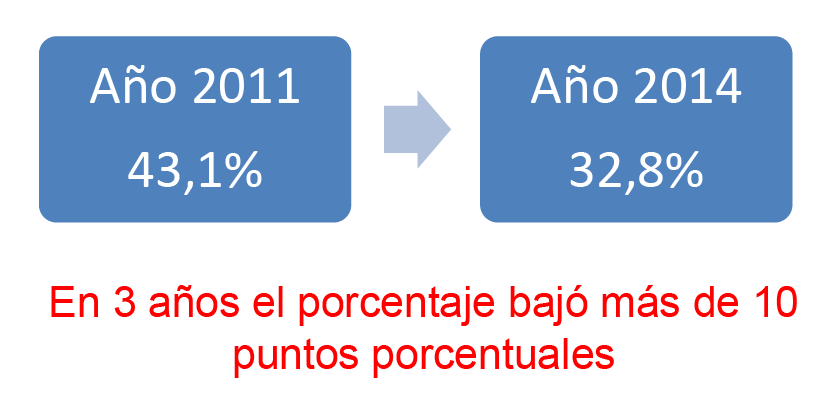 Año 2011
43,1%
Año 2014
32,8%
En 3 años el porcentaje bajó más de 10
puntos porcentuales